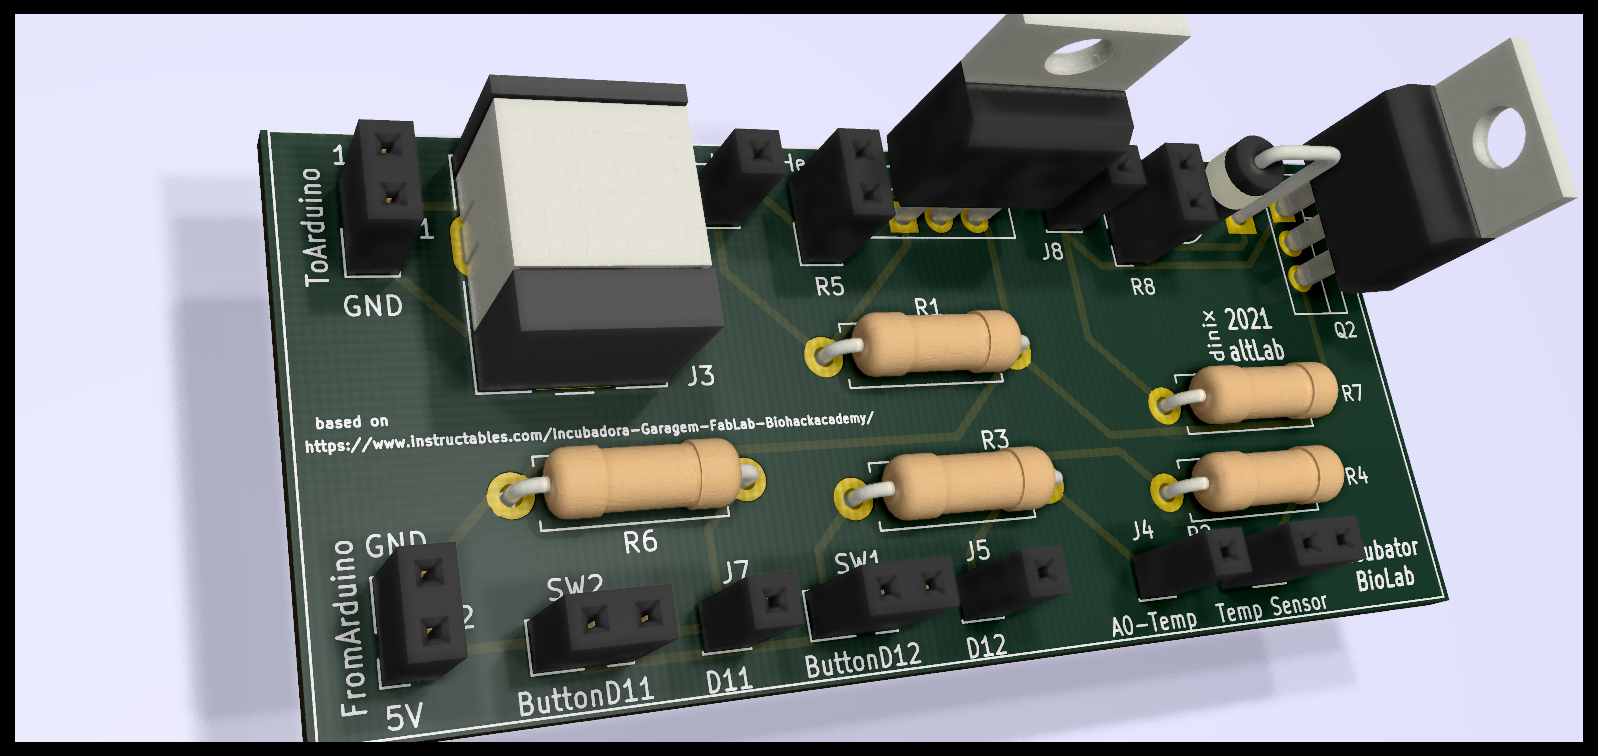 1
ToArduino
1
GND
He
J3
R5
R1
J8
R8
dinix
2021
altLab
Q2
R7
based on
https://www.instructables.com/Incubadora-Garagem-FabLab-Biohackacademy/
R3
R4
R6
J4
GND
FromArduino
2
SW2
J7
SW1
J5
BioLab
5V
ButtonD11
D11
ButtonD12
D12
A0-Temp
Temp Sensor